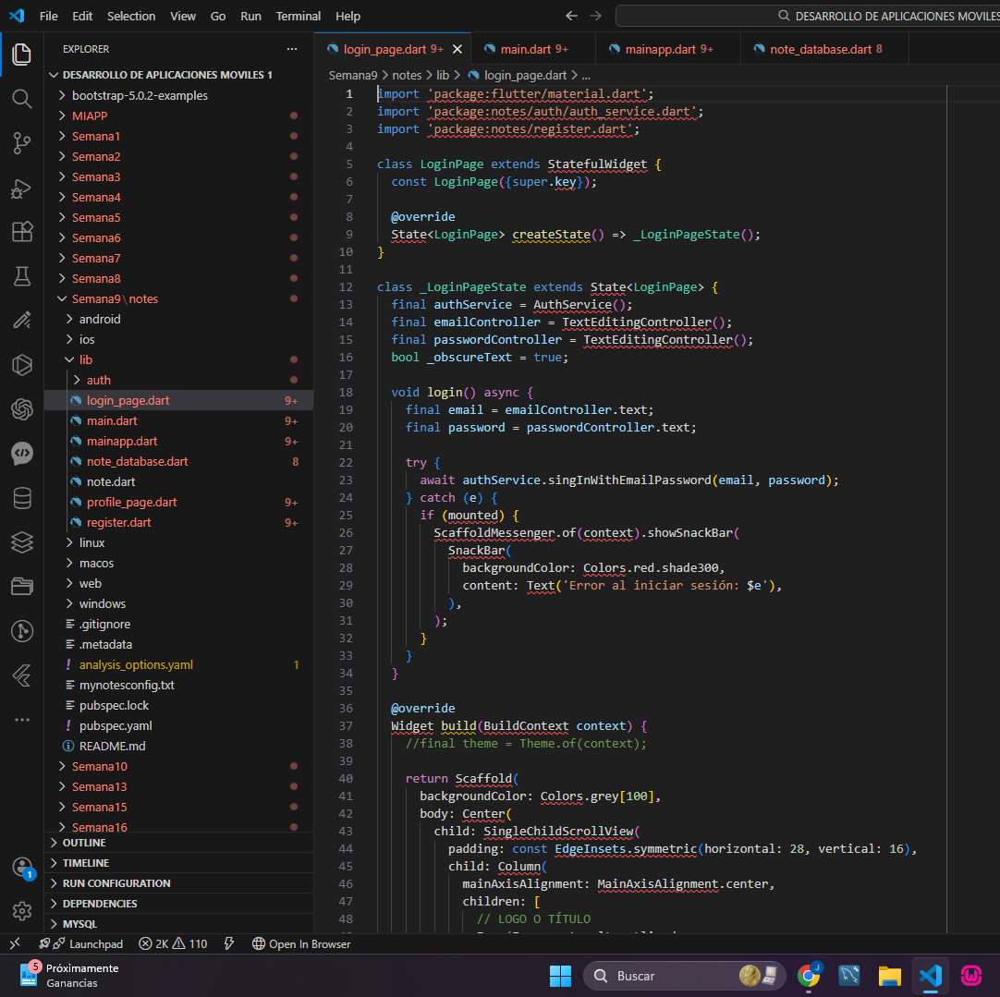 File Edit Selection View Go Run Terminal Help
DESARROLLO DE APLICACIONES MOVILES
EXPLORER
DESARROLLO DE APLICACIONES MOVILES 1
bootstrap-5.0.2-examples
MIAPP
Semana1
Semana2
Semana3
Semana4
Semana5
Semana6
Semana7
Semana8
Semana9\notes
android
ios
lib
auth
login_page.dart 9+
main.dart 9+
mainapp.dart 9+
note_database.dart 8
note.dart
profile_page.dart 9+
register.dart 9+
linux
macos
web
windows
.gitignore
.metadata
! analysis_options.yaml 1
mynotesconfig.txt
pubspec.lock
! pubspec.yaml
README.md
Semana10
Semana13
Semana15
Semana16
OUTLINE
TIMELINE
RUN CONFIGURATION
DEPENDENCIES
MYSQL
1
login_page.dart 9+ main.dart 9+ mainapp.dart 9+ note_database.dart 8
Semana9 > notes > lib > login_page.dart > ...
1 import 'package:flutter/material.dart';
2 import 'package:notes/auth/auth_service.dart';
3 import 'package:notes/register.dart';
4
5 class LoginPage extends StatefulWidget {
6 const LoginPage({super.key});
7
8 @override
9 State<LoginPage> createState() => _LoginPageState();
10 }
11
12 class _LoginPageState extends State<LoginPage> {
13 final authService = AuthService();
14 final emailController = TextEditingController();
15 final passwordController = TextEditingController();
16 bool _obscureText = true;
17
18 void login() async {
19 final email = emailController.text;
20 final password = passwordController.text;
21
22 try {
23 await authService.singInWithEmailPassword(email, password);
24 } catch (e) {
25 if (mounted) {
26 ScaffoldMessenger.of(context).showSnackBar(
27 SnackBar(
28 backgroundColor: Colors.red.shade300,
29 content: Text('Error al iniciar sesión: $e'),
30 ),
31 );
32 }
33 }
34 }
35
36 @override
37 Widget build(BuildContext context) {
38 //final theme = Theme.of(context);
39
40 return Scaffold(
41 backgroundColor: Colors.grey[100],
42 body: Center(
43 child: SingleChildScrollView(
44 padding: const EdgeInsets.symmetric(horizontal: 28, vertical: 16),
45 child: Column(
46 mainAxisAlignment: MainAxisAlignment.center,
47 children: [
48 // LOGO O TÍTULO
Launchpad 2K 110 Open In Browser
5 Próximamente
Ganancias
Buscar
J